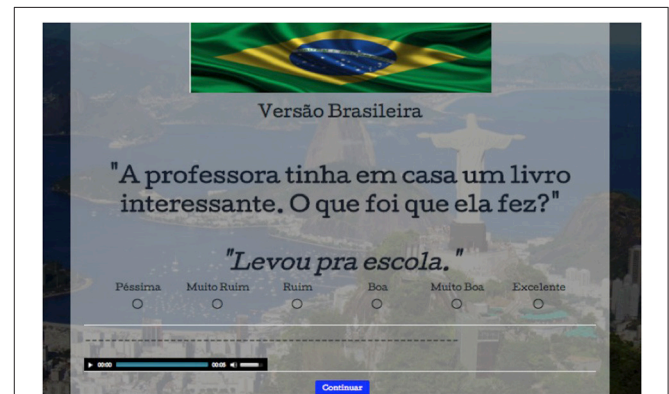 Versão Brasileira
"A professora tinha em casa um livro
interessante. O que foi que ela fez?"
"Levou pra escola."
Péssima Muito Ruim Ruim Boa Muito Boa Excelente
00:00 00:05
Continuar